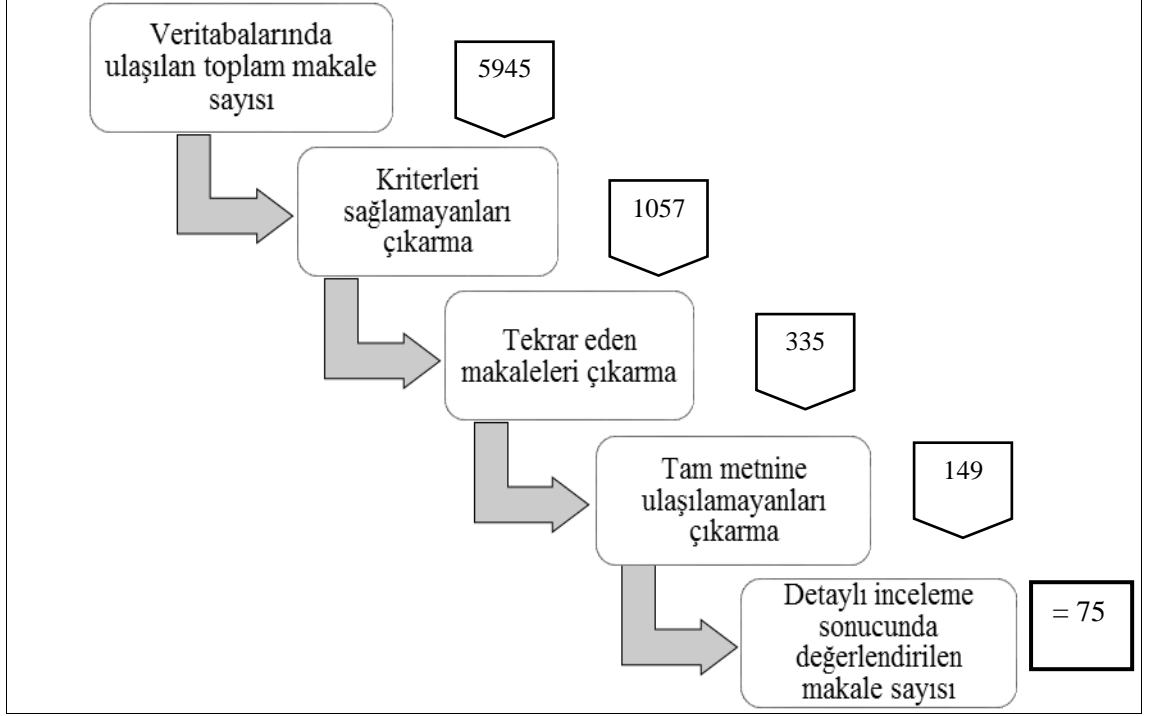 Veritabalarında
ulaşılan toplam makale
sayısı
5945
Kriterleri
sağlamayanları
çıkarma
1057
Tekrar eden
makaleleri çıkarma
335
Tam metnine
ulaşılamayanları
çıkarma
149
Detaylı inceleme
sonucunda
değerlendirilen
makale sayısı
= 75